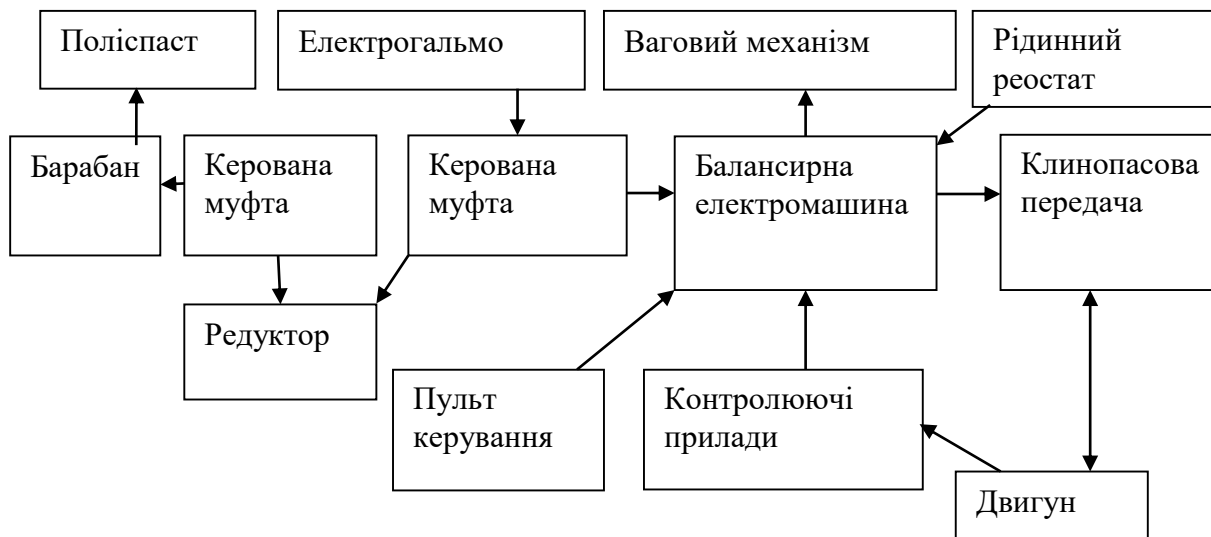 Поліспаст
Електрогальмо
Ваговий механізм
Рідинний
реостат
Барабан
Керована
муфта
Керована
муфта
Балансирна
електромашина
Клинопасова
передача
Редуктор
Пульт
керування
Контролюючі
прилади
Двигун